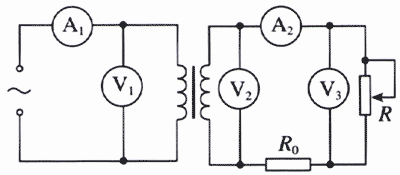 A₁ A₂
V₁ V₂ V₃ R
R₀